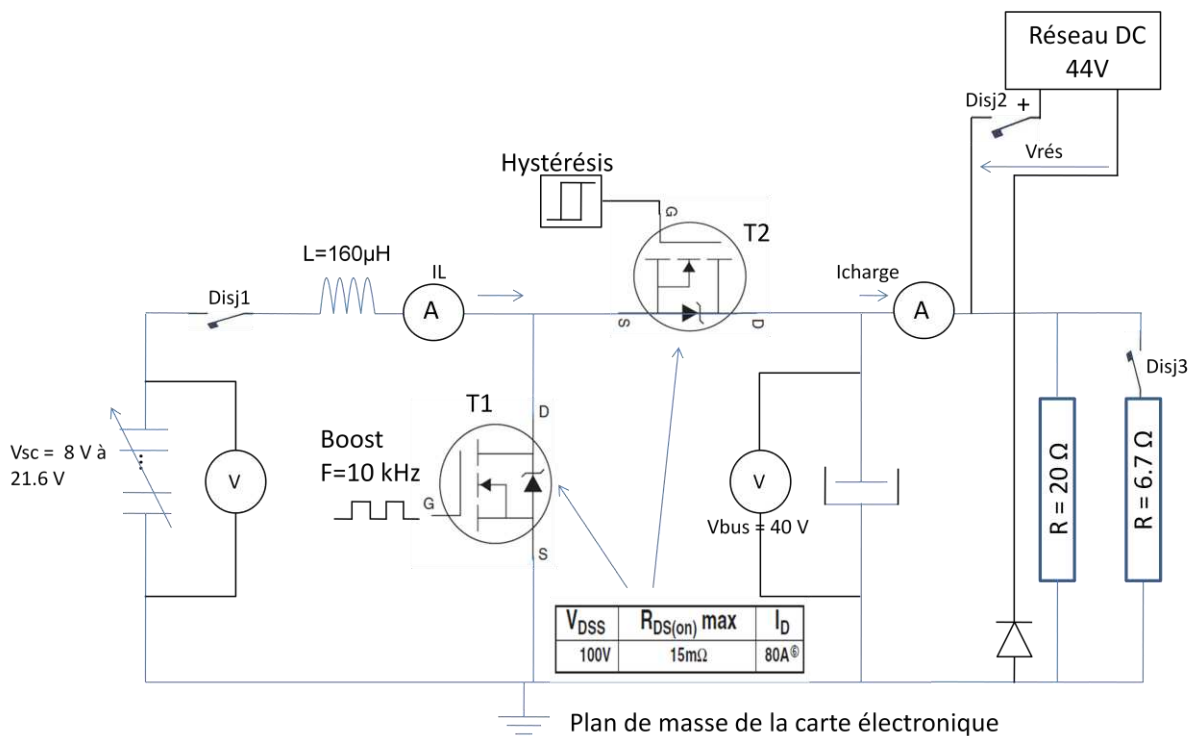 Réseau DC
44V
Disj2
+
Vrés
Hystérésis
G
T2
S
D
L=160µH
Disj1
IL
A
Icharge
A
Disj3
Vsc = 8 V à
21.6 V
V
Boost
F=10 kHz
T1
D
G
S
V
Vbus = 40 V
R = 20 Ω
R = 6.7 Ω
VDSS RDS(on) max ID
100V 15mΩ 80A⑥
Plan de masse de la carte électronique